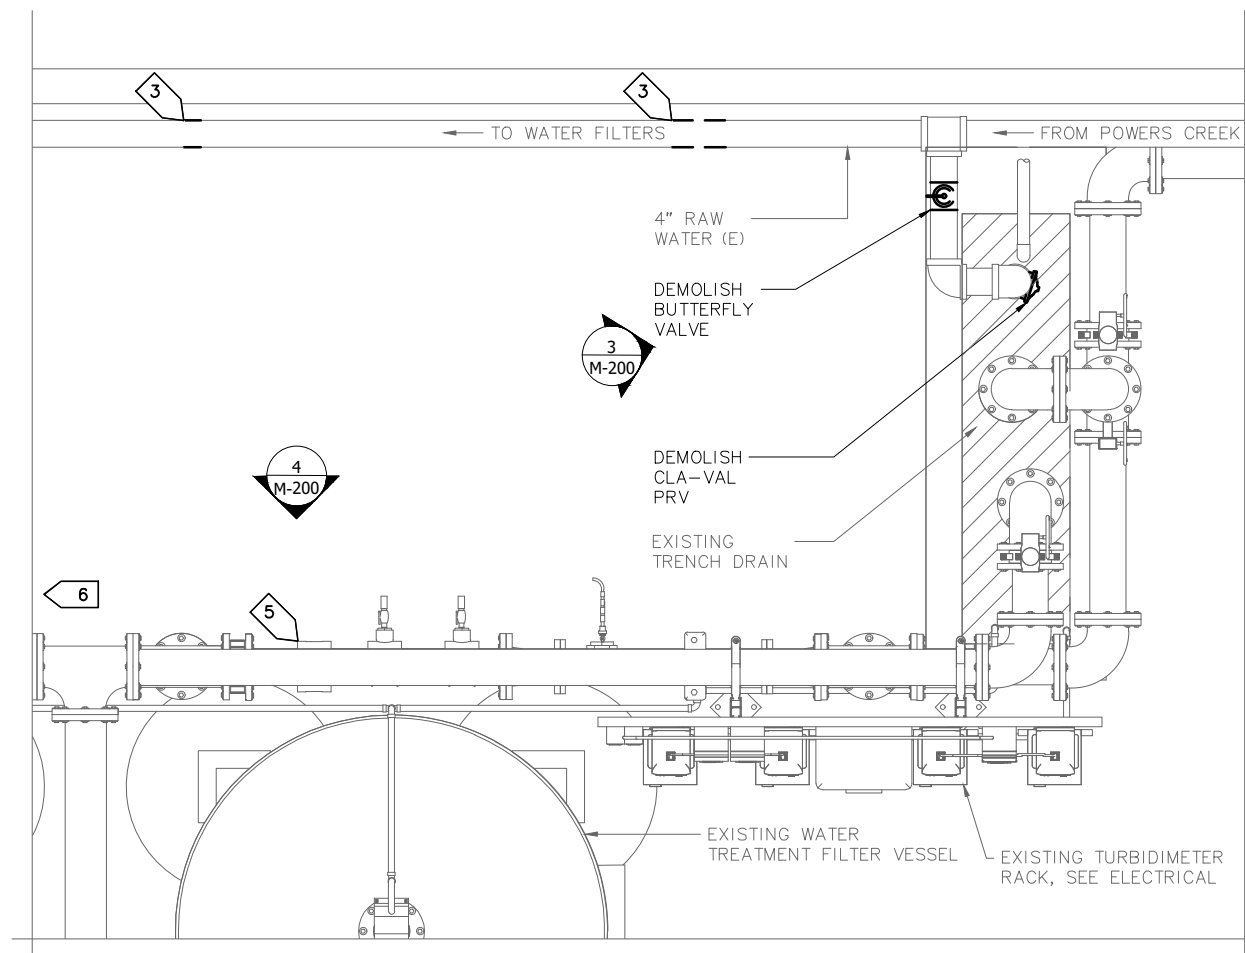 3
3
TO WATER FILTERS
FROM POWERS CREEK
4" RAW
WATER (E)
DEMOLISH
BUTTERFLY
VALVE
3
M-200
DEMOLISH
CLA-VAL
PRV
4
M-200
EXISTING
TRENCH DRAIN
6
5
EXISTING WATER
TREATMENT FILTER VESSEL
EXISTING TURBIDIMETER
RACK, SEE ELECTRICAL